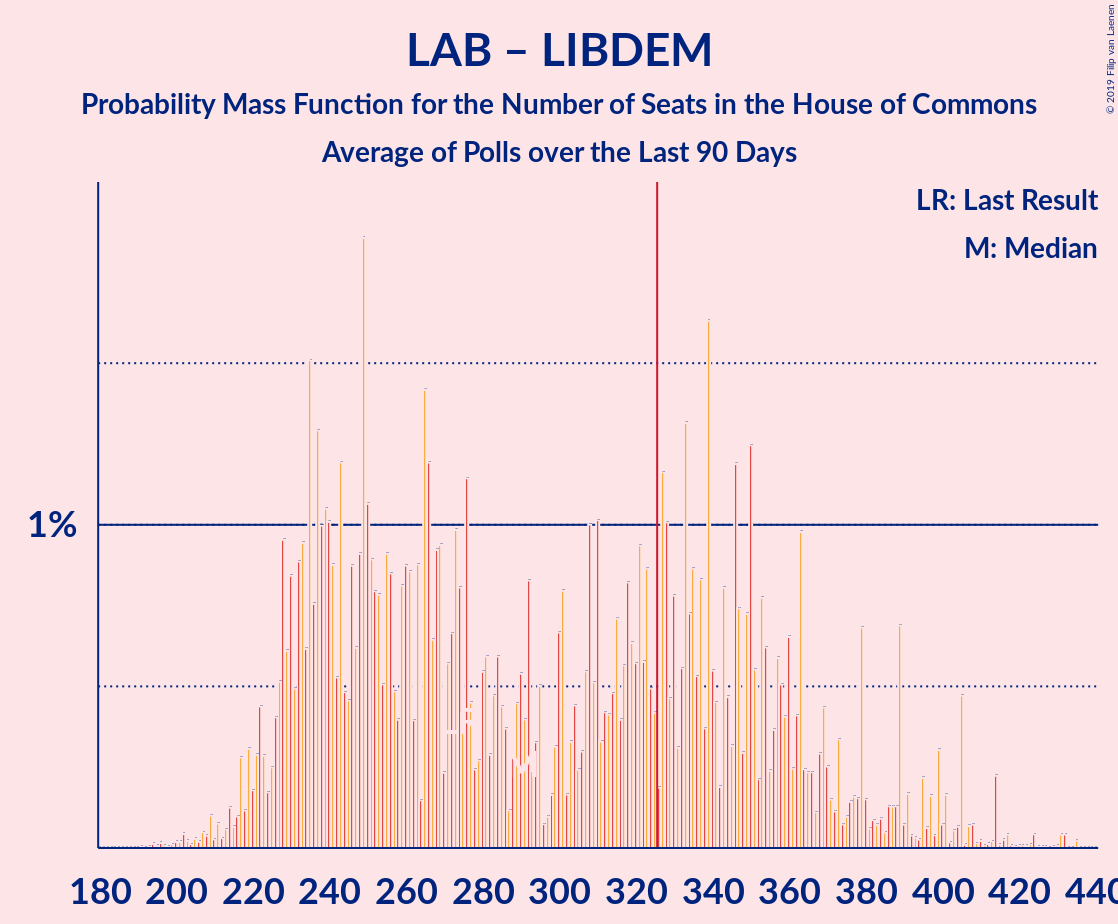 © 2019 Filip van Laenen
LAB – LIBDEM
Probability Mass Function for the Number of Seats in the House of Commons
Average of Polls over the Last 90 Days
LR: Last Result
M: Median
1%
LR
M
180 200 220 240 260 280 300 320 340 360 380 400 420 440